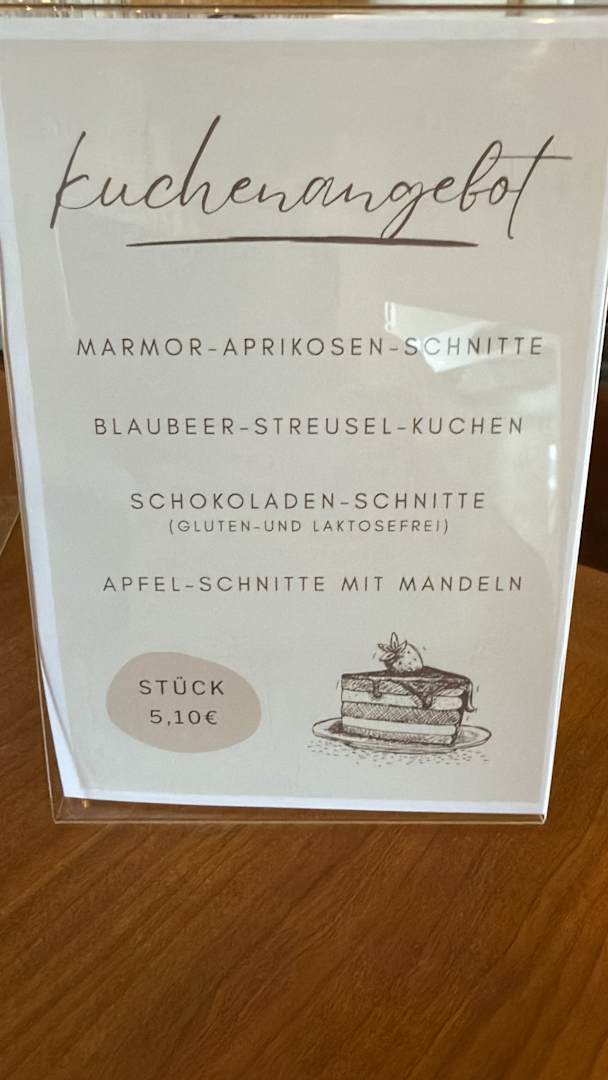 kuchenangebot
MARMOR-APRIKOSEN-SCHNITTE
BLAUBEER-STREUSEL-KUCHEN
SCHOKOLADEN-SCHNITTE
(GLUTEN-UND LAKTOSEFREI)
APFEL-SCHNITTE MIT MANDELN
STÜCK
5,10€